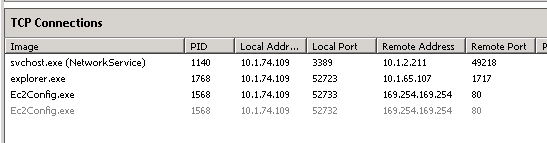 TCP Connections
Image PID Local Addr... Local Port Remote Address Remote Port P
svchost.exe (NetworkService) 1140 10.1.74.109 3389 10.1.2.211 49218
explorer.exe 1768 10.1.74.109 52723 10.1.65.107 1717
Ec2Config.exe 1568 10.1.74.109 52733 169.254.169.254 80
Ec2Config.exe 1568 10.1.74.109 52732 169.254.169.254 80